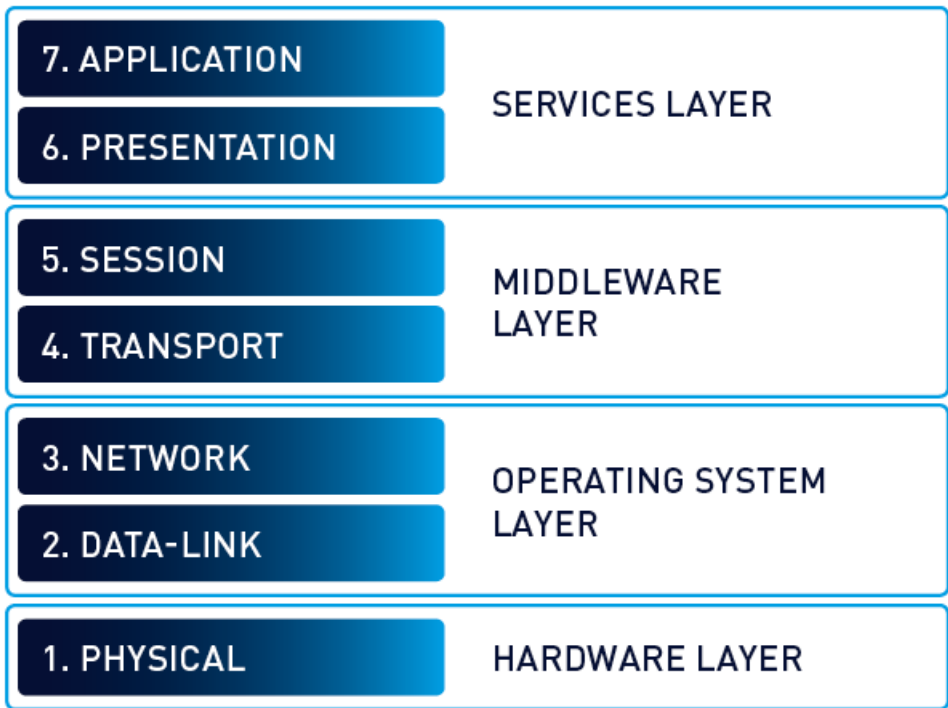 7. APPLICATION
6. PRESENTATION
SERVICES LAYER
5. SESSION
4. TRANSPORT
MIDDLEWARE
LAYER
3. NETWORK
2. DATA-LINK
OPERATING SYSTEM
LAYER
1. PHYSICAL
HARDWARE LAYER